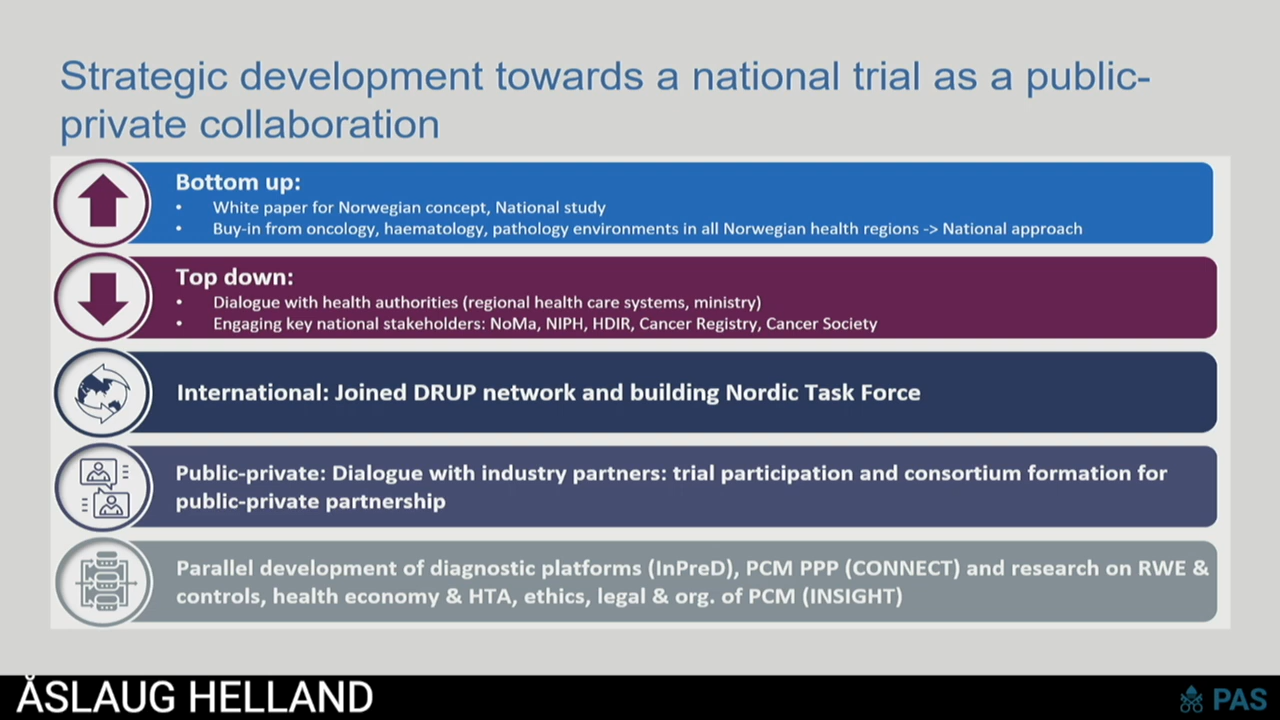 Strategic development towards a national trial as a public-
private collaboration
Bottom up:
• White paper for Norwegian concept, National study
• Buy-in from oncology, haematology, pathology environments in all Norwegian health regions -> National approach
Top down:
• Dialogue with health authorities (regional health care systems, ministry)
• Engaging key national stakeholders: NoMa, NIPH, HDIR, Cancer Registry, Cancer Society
International: Joined DRUP network and building Nordic Task Force
Public-private: Dialogue with industry partners: trial participation and consortium formation for
public-private partnership
Parallel development of diagnostic platforms (InPreD), PCM PPP (CONNECT) and research on RWE &
controls, health economy & HTA, ethics, legal & org. of PCM (INSIGHT)
ÅSLAUG HELLAND
PAS